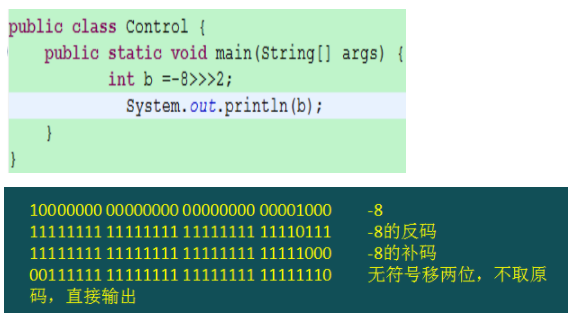 public class Control {
public static void main(String[] args) {
int b =-8>>>2;
System.out.println(b);
}
}
10000000 00000000 00000000 00001000 -8
11111111 11111111 11111111 11110111 -8的反码
11111111 11111111 11111111 11111000 -8的补码
00111111 11111111 11111111 11111110 无符号移两位，不取原
码，直接输出